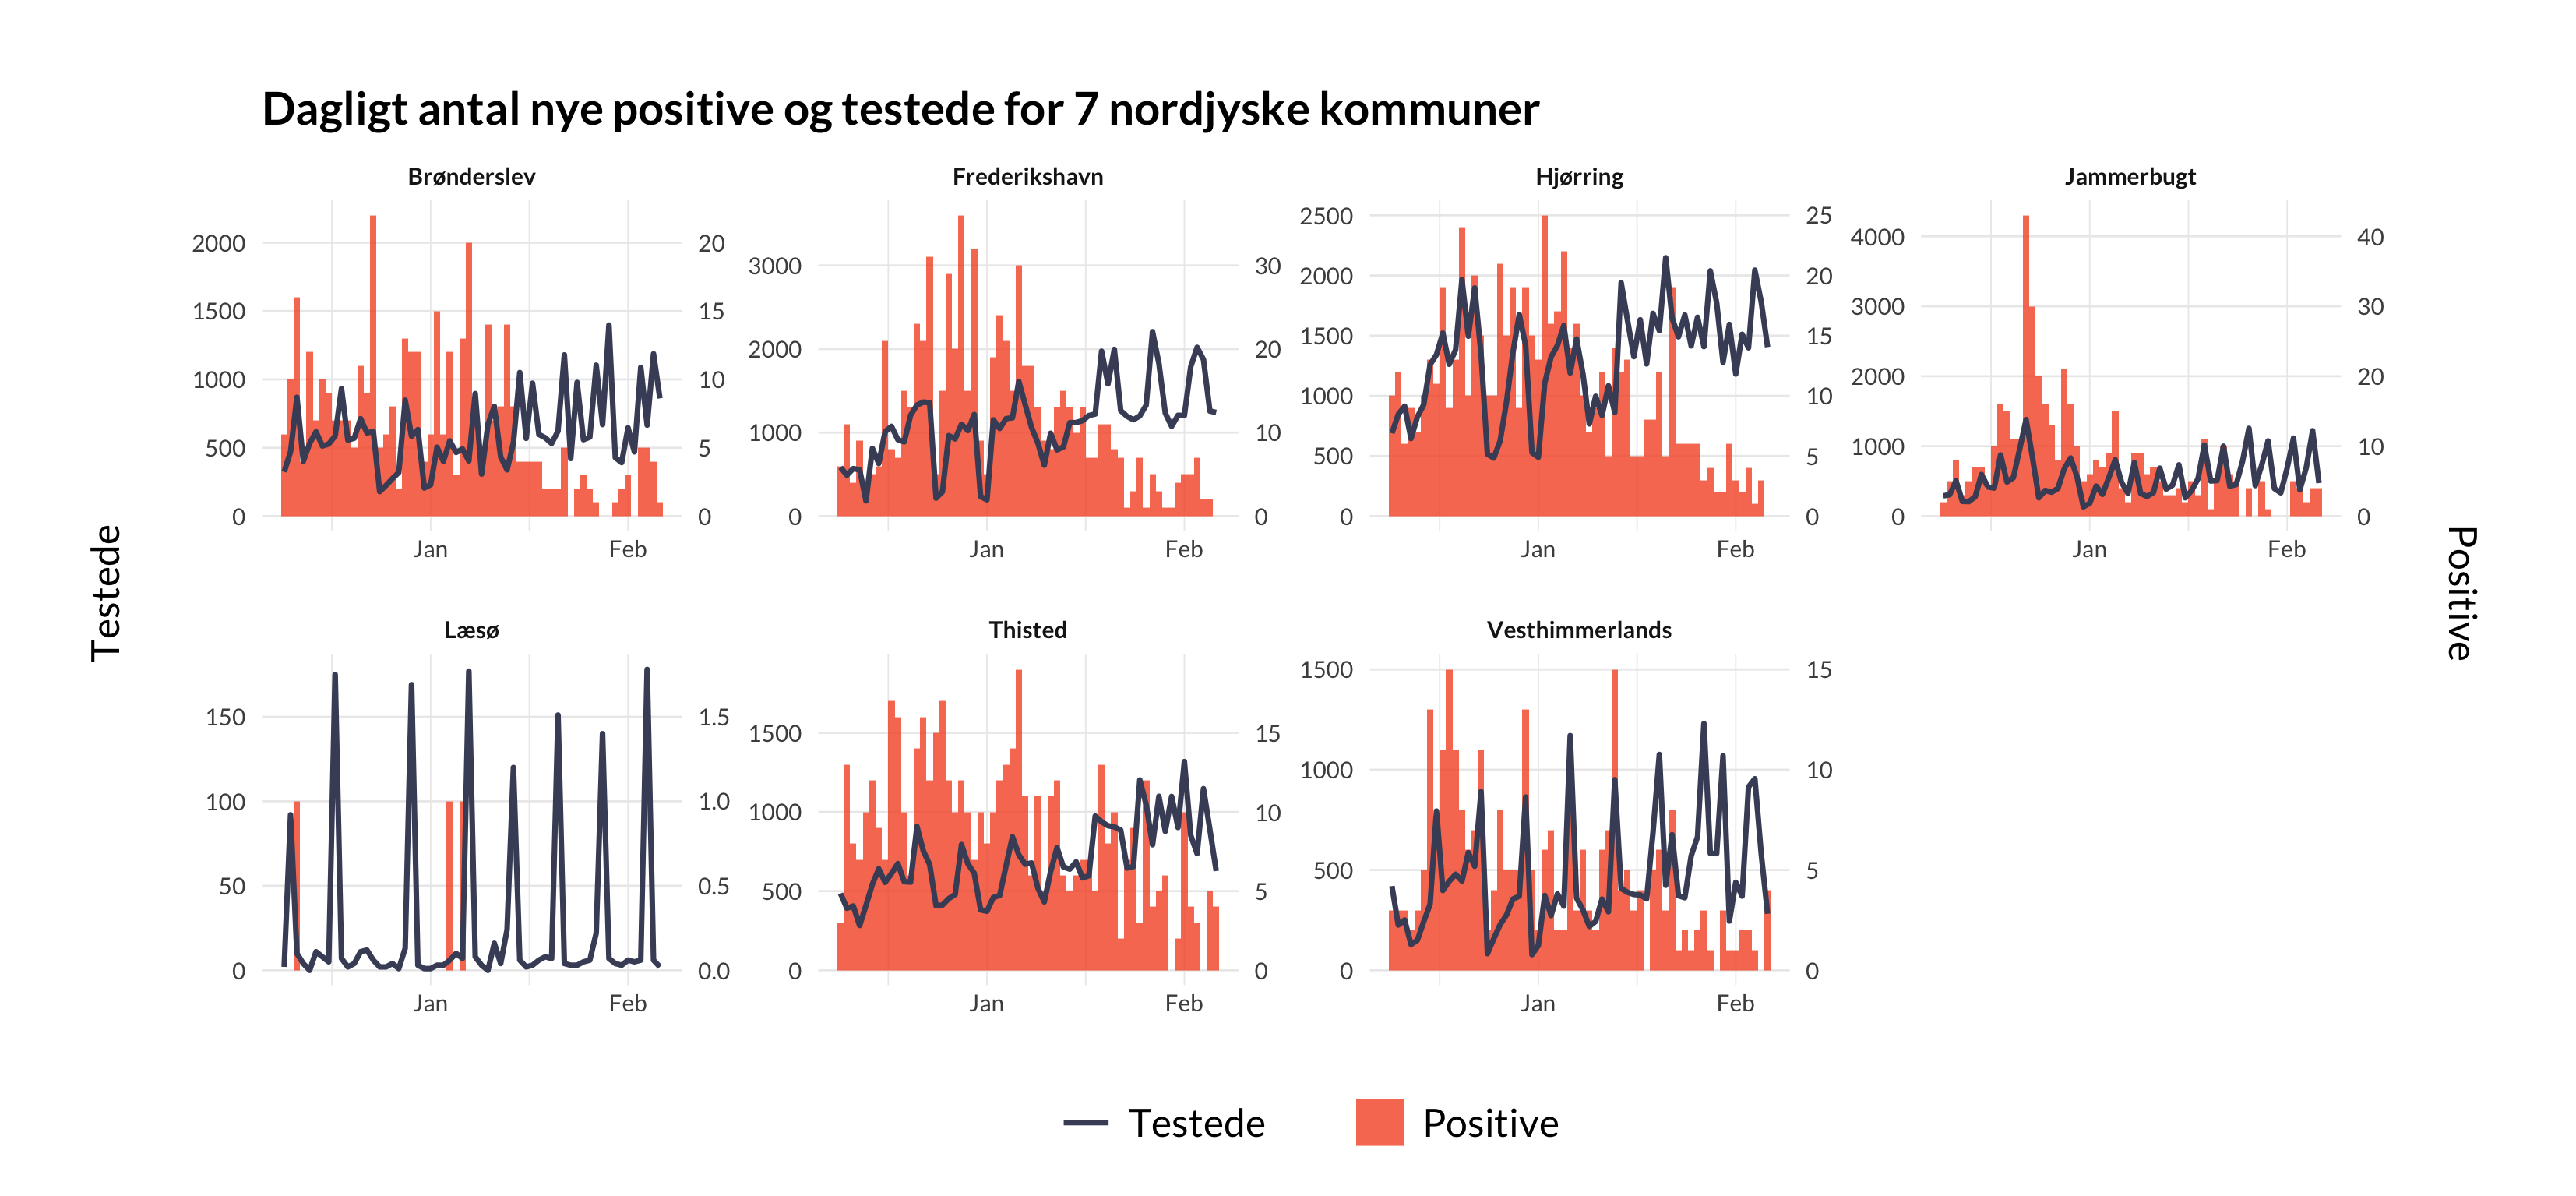 Dagligt antal nye positive og testede for 7 nordjyske kommuner
Brønderslev
Frederikshavn
Hjørring
Jammerbugt
2000
1500
1000
500
0
20
15
10
5
0
Jan
Feb
3000
2000
1000
0
30
20
10
0
Jan
Feb
2500
2000
1500
1000
500
0
25
20
15
10
5
0
Jan
Feb
4000
3000
2000
1000
0
40
30
20
10
0
Jan
Feb
Testede
Positive
Læsø
Thisted
Vesthimmerlands
150
100
50
0
1.5
1.0
0.5
0.0
Jan
Feb
1500
1000
500
0
15
10
5
0
Jan
Feb
1500
1000
500
0
15
10
5
0
Jan
Feb
Testede
Positive